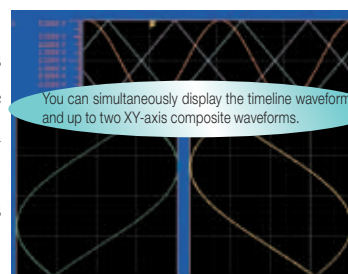 You can simultaneously display the timeline waveform
and up to two XY-axis composite waveforms.